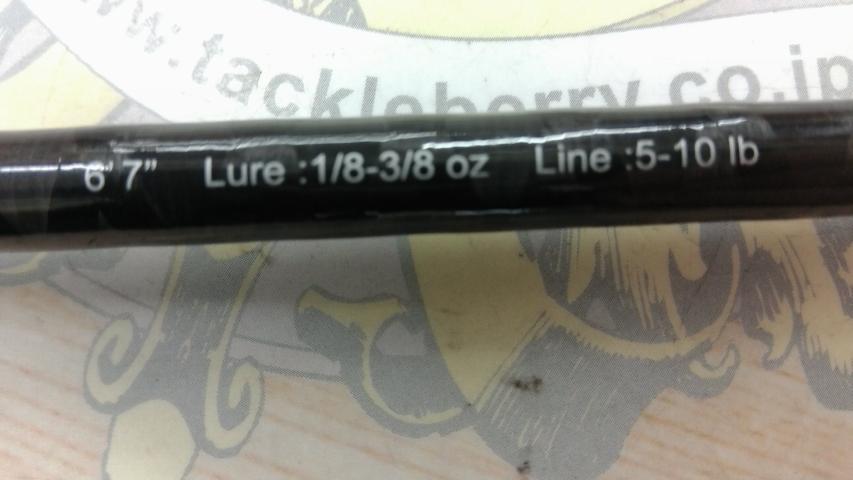 www.tackleberry.co.jp
6' 7” Lure :1/8-3/8 oz Line :5-10 lb